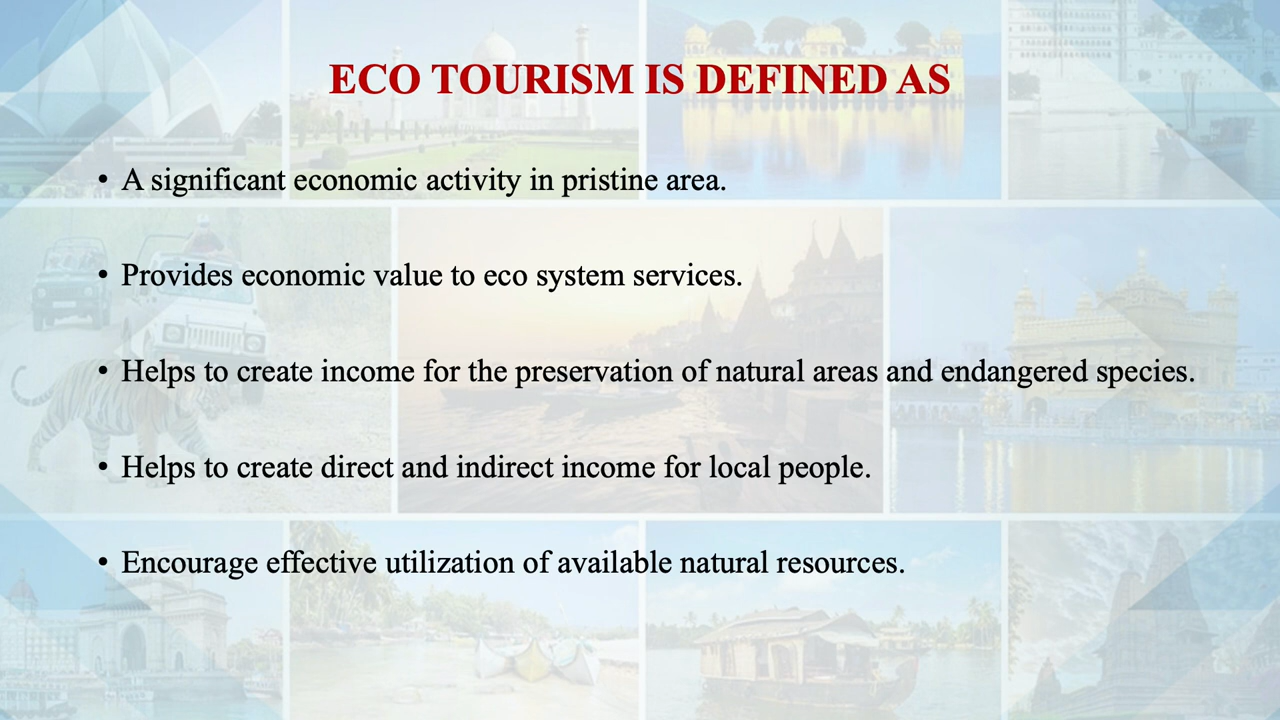 ECO TOURISM IS DEFINED AS
• A significant economic activity in pristine area.
• Provides economic value to eco system services.
• Helps to create income for the preservation of natural areas and endangered species.
• Helps to create direct and indirect income for local people.
• Encourage effective utilization of available natural resources.